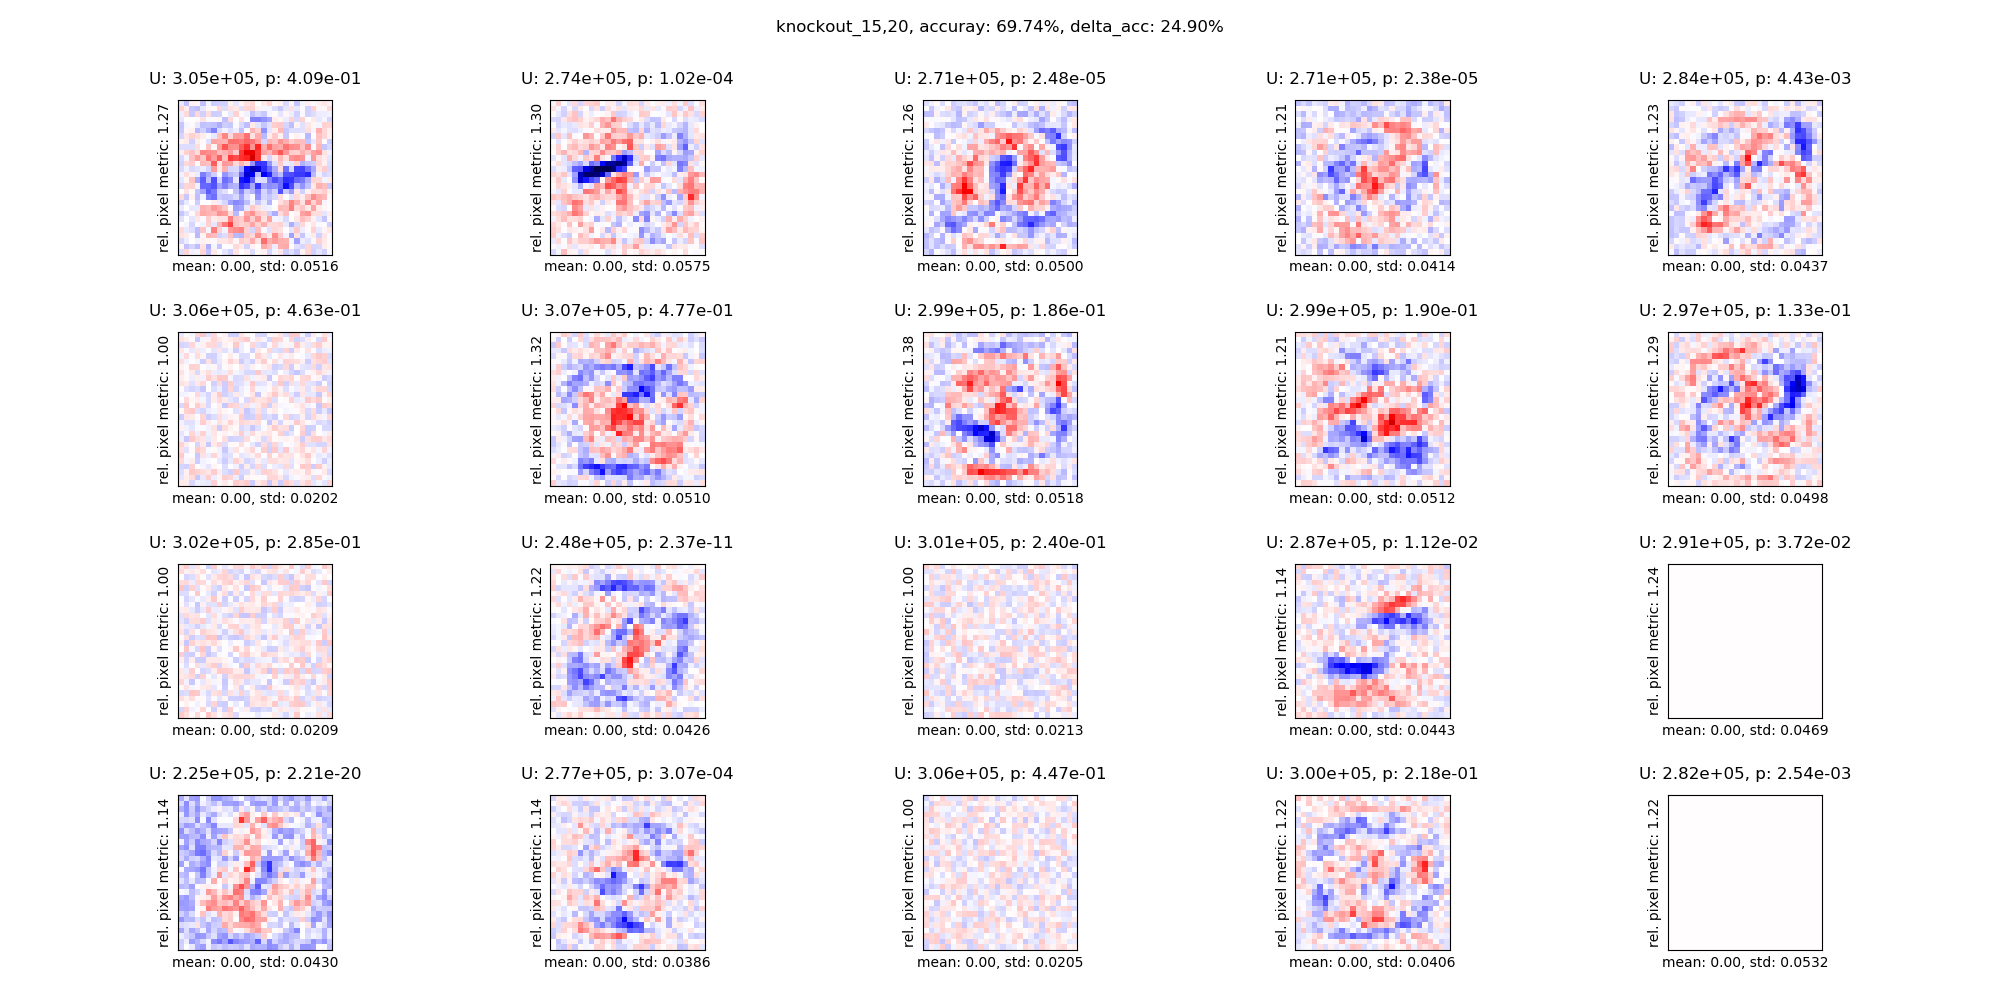 knockout_15,20, accuray: 69.74%, delta_acc: 24.90%
U: 3.05e+05, p: 4.09e-01
rel. pixel metric: 1.27
mean: 0.00, std: 0.0516
U: 2.74e+05, p: 1.02e-04
rel. pixel metric: 1.30
mean: 0.00, std: 0.0575
U: 2.71e+05, p: 2.48e-05
rel. pixel metric: 1.26
mean: 0.00, std: 0.0500
U: 2.71e+05, p: 2.38e-05
rel. pixel metric: 1.21
mean: 0.00, std: 0.0414
U: 2.84e+05, p: 4.43e-03
rel. pixel metric: 1.23
mean: 0.00, std: 0.0437
U: 3.06e+05, p: 4.63e-01
rel. pixel metric: 1.00
mean: 0.00, std: 0.0202
U: 3.07e+05, p: 4.77e-01
rel. pixel metric: 1.32
mean: 0.00, std: 0.0510
U: 2.99e+05, p: 1.86e-01
rel. pixel metric: 1.38
mean: 0.00, std: 0.0518
U: 2.99e+05, p: 1.90e-01
rel. pixel metric: 1.21
mean: 0.00, std: 0.0512
U: 2.97e+05, p: 1.33e-01
rel. pixel metric: 1.29
mean: 0.00, std: 0.0498
U: 3.02e+05, p: 2.85e-01
rel. pixel metric: 1.00
mean: 0.00, std: 0.0209
U: 2.48e+05, p: 2.37e-11
rel. pixel metric: 1.22
mean: 0.00, std: 0.0426
U: 3.01e+05, p: 2.40e-01
rel. pixel metric: 1.00
mean: 0.00, std: 0.0213
U: 2.87e+05, p: 1.12e-02
rel. pixel metric: 1.14
mean: 0.00, std: 0.0443
U: 2.91e+05, p: 3.72e-02
rel. pixel metric: 1.24
mean: 0.00, std: 0.0469
U: 2.25e+05, p: 2.21e-20
rel. pixel metric: 1.14
mean: 0.00, std: 0.0430
U: 2.77e+05, p: 3.07e-04
rel. pixel metric: 1.14
mean: 0.00, std: 0.0386
U: 3.06e+05, p: 4.47e-01
rel. pixel metric: 1.00
mean: 0.00, std: 0.0205
U: 3.00e+05, p: 2.18e-01
rel. pixel metric: 1.22
mean: 0.00, std: 0.0406
U: 2.82e+05, p: 2.54e-03
rel. pixel metric: 1.22
mean: 0.00, std: 0.0532